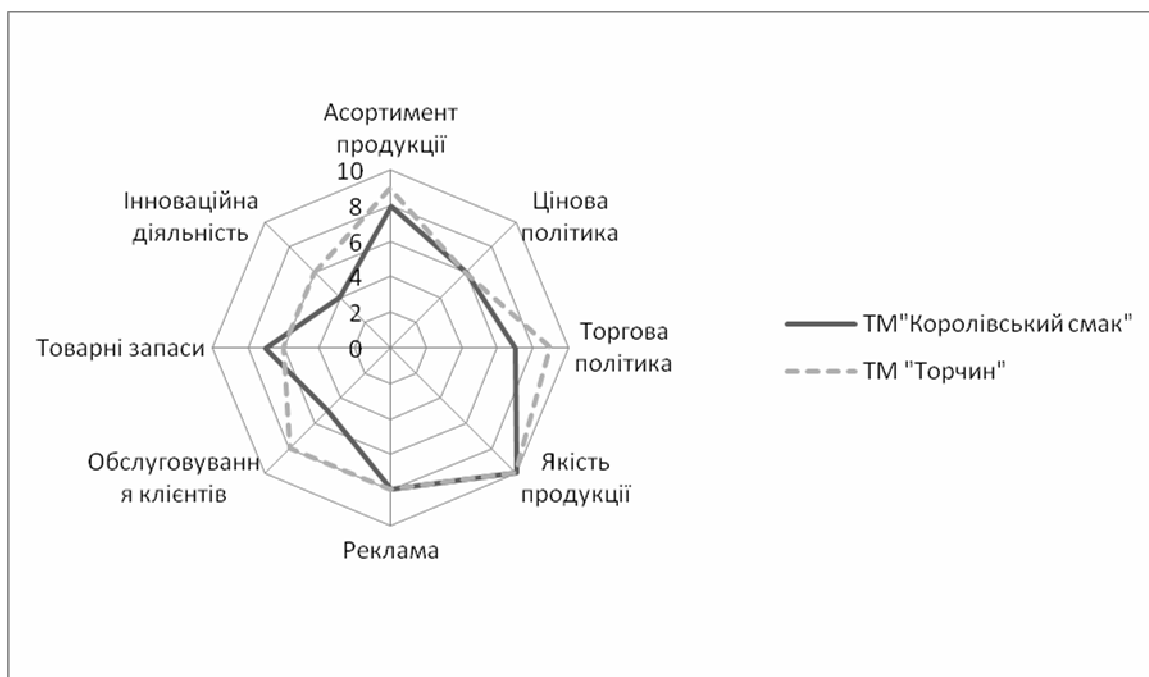 Асортимент
продукції
10
8
6
4
2
0
Цінова
політика
Торгова
політика
Якість
продукції
Реклама
Обслуговуванн
я клієнтів
Товарні запаси
Інноваційна
діяльність
ТМ"Королівський смак"
ТМ "Торчин"